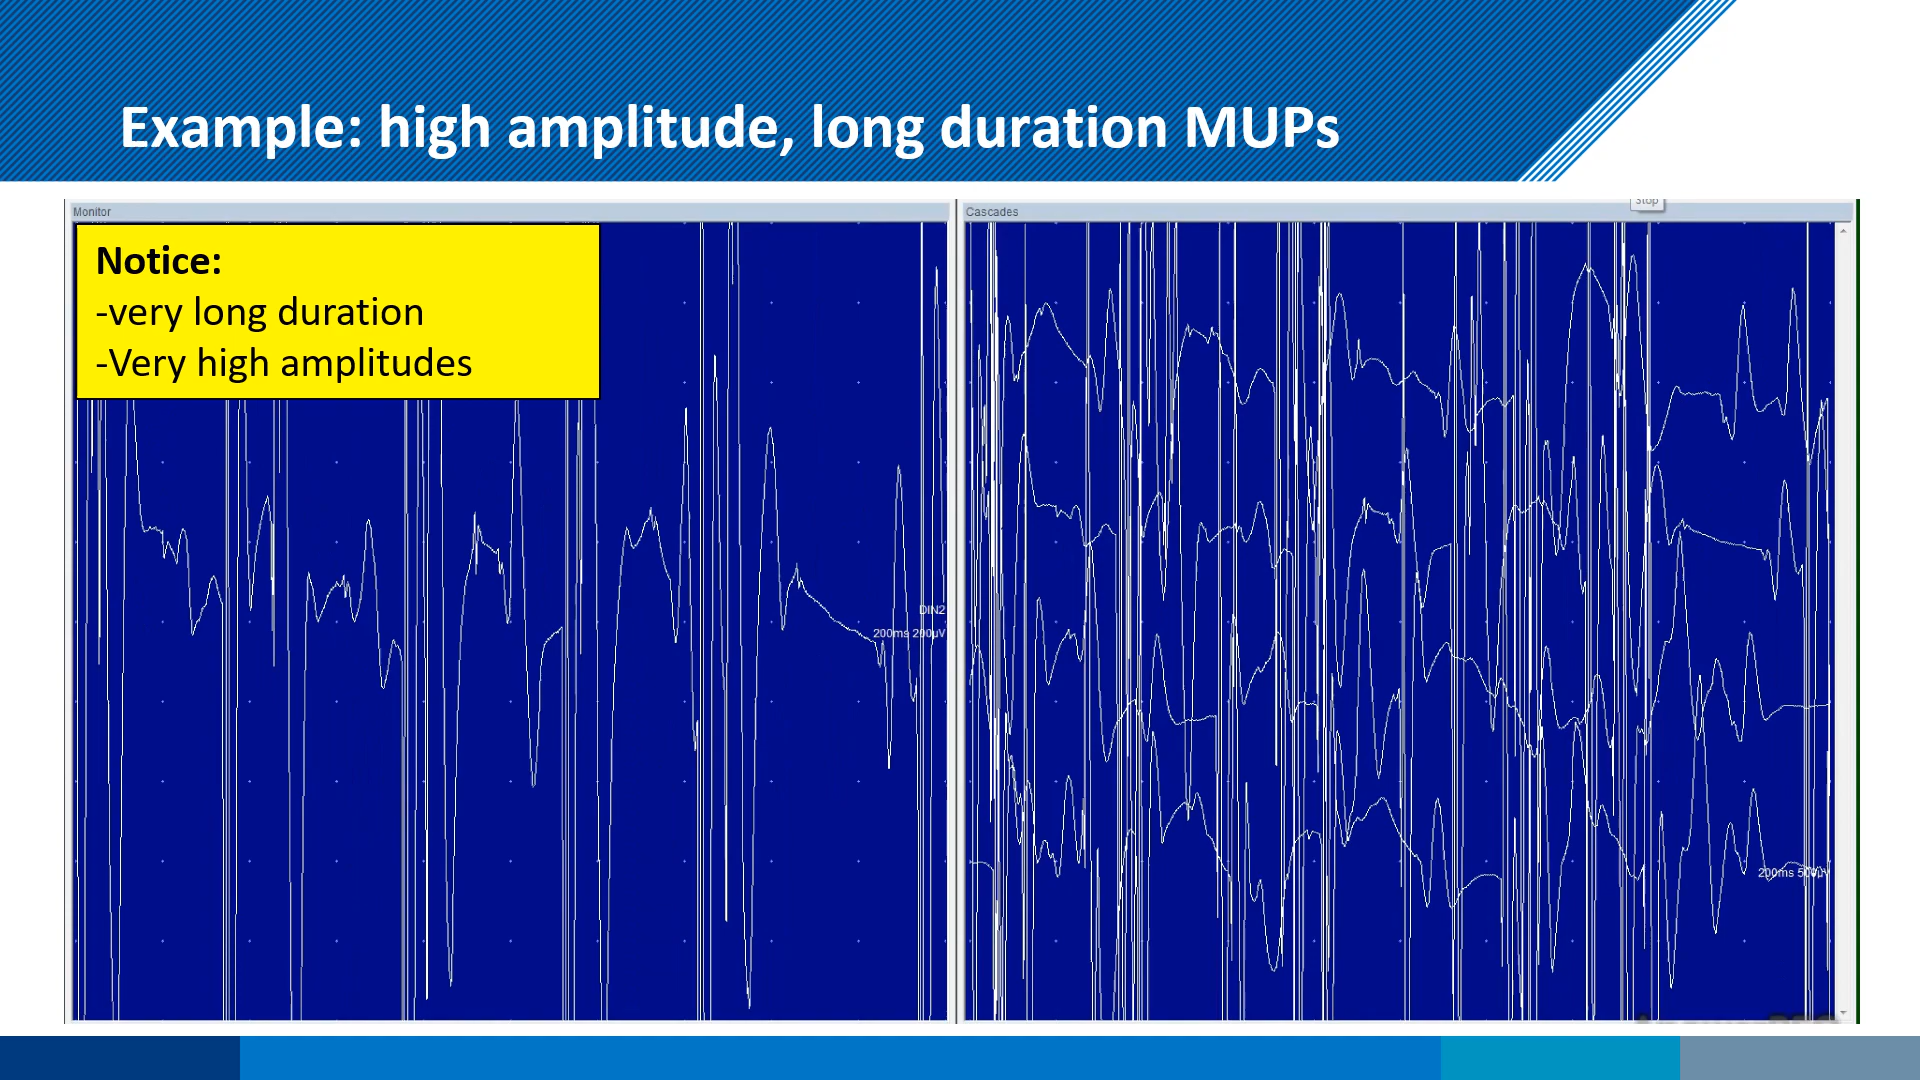 Example: high amplitude, long duration MUPs
Monitor
Cascades
Stop
Notice:
-very long duration
-Very high amplitudes
DIN2
200ms 200µV
200ms 500µV